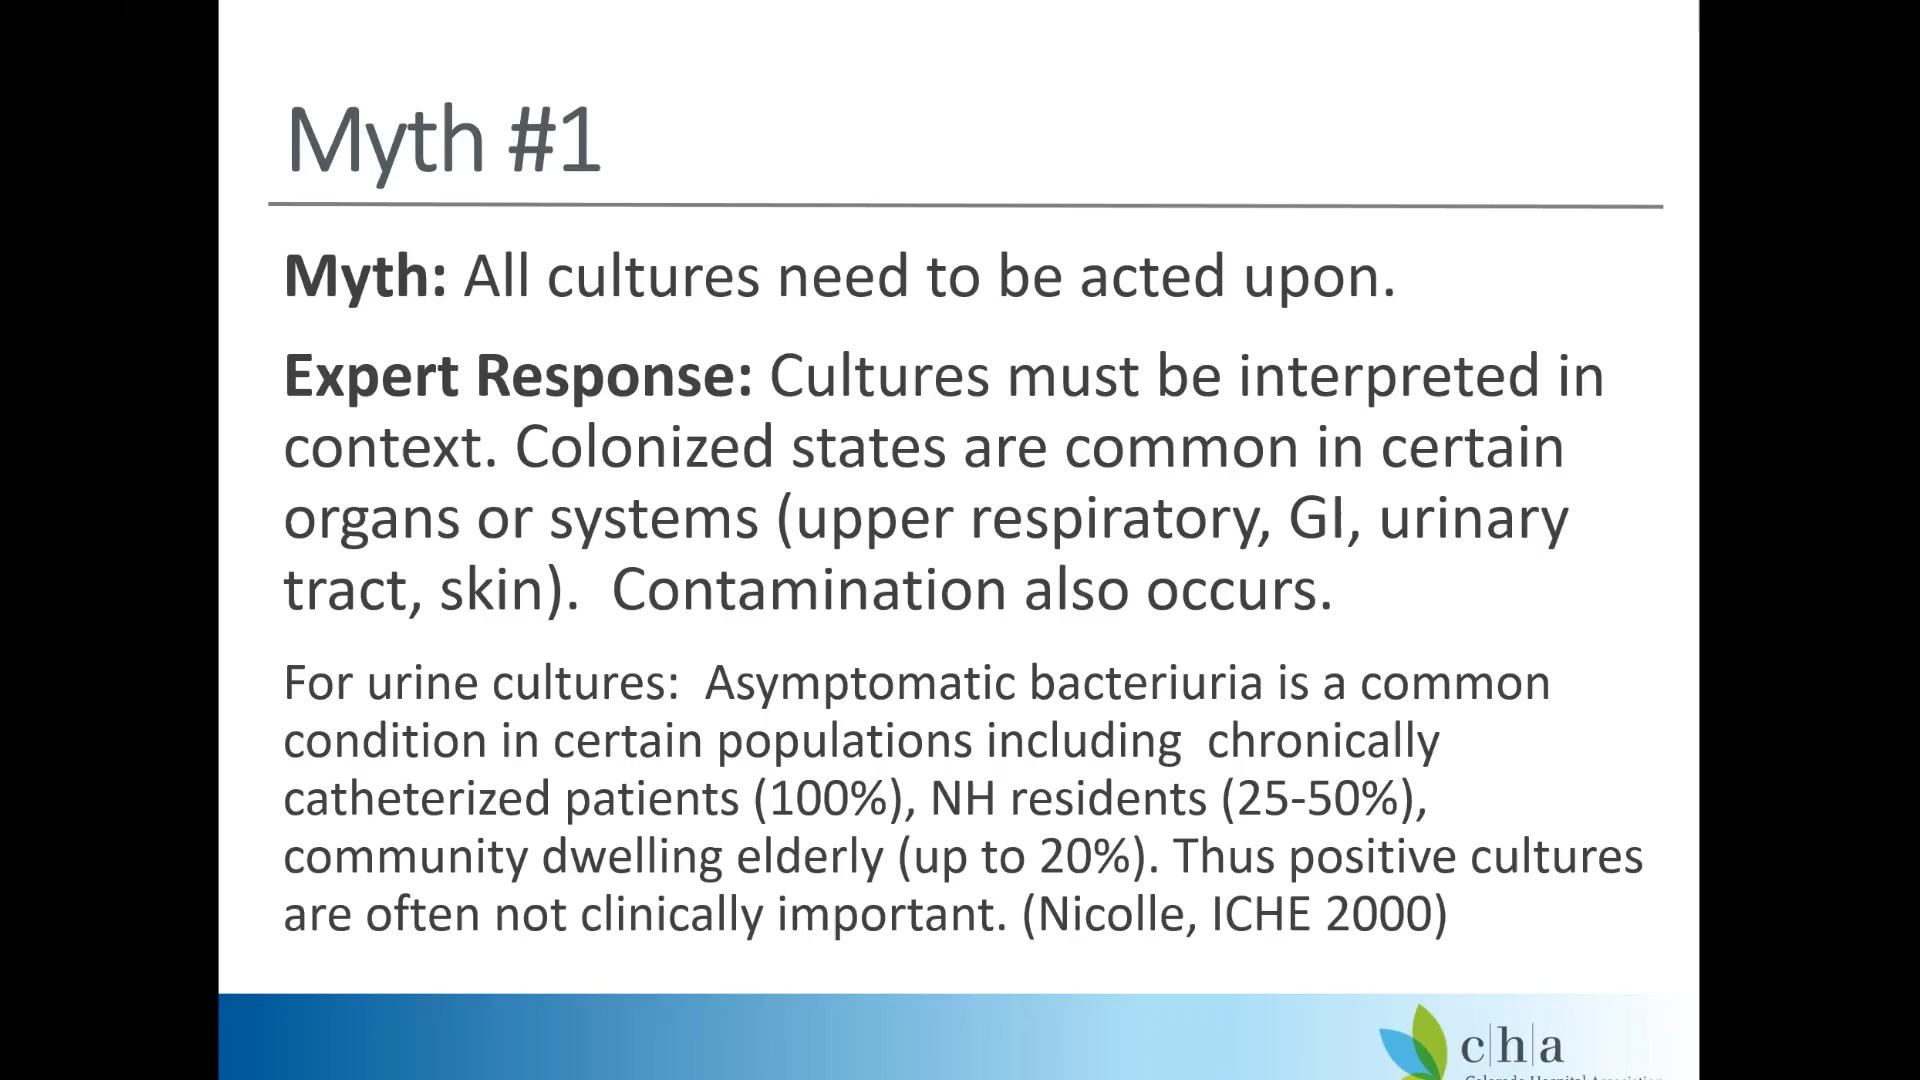 Myth #1
Myth: All cultures need to be acted upon.
Expert Response: Cultures must be interpreted in
context. Colonized states are common in certain
organs or systems (upper respiratory, GI, urinary
tract, skin).  Contamination also occurs.
For urine cultures:  Asymptomatic bacteriuria is a common
condition in certain populations including  chronically
catheterized patients (100%), NH residents (25-50%),
community dwelling elderly (up to 20%). Thus positive cultures
are often not clinically important. (Nicolle, ICHE 2000)
c|h|a
Colorado Hospital Association